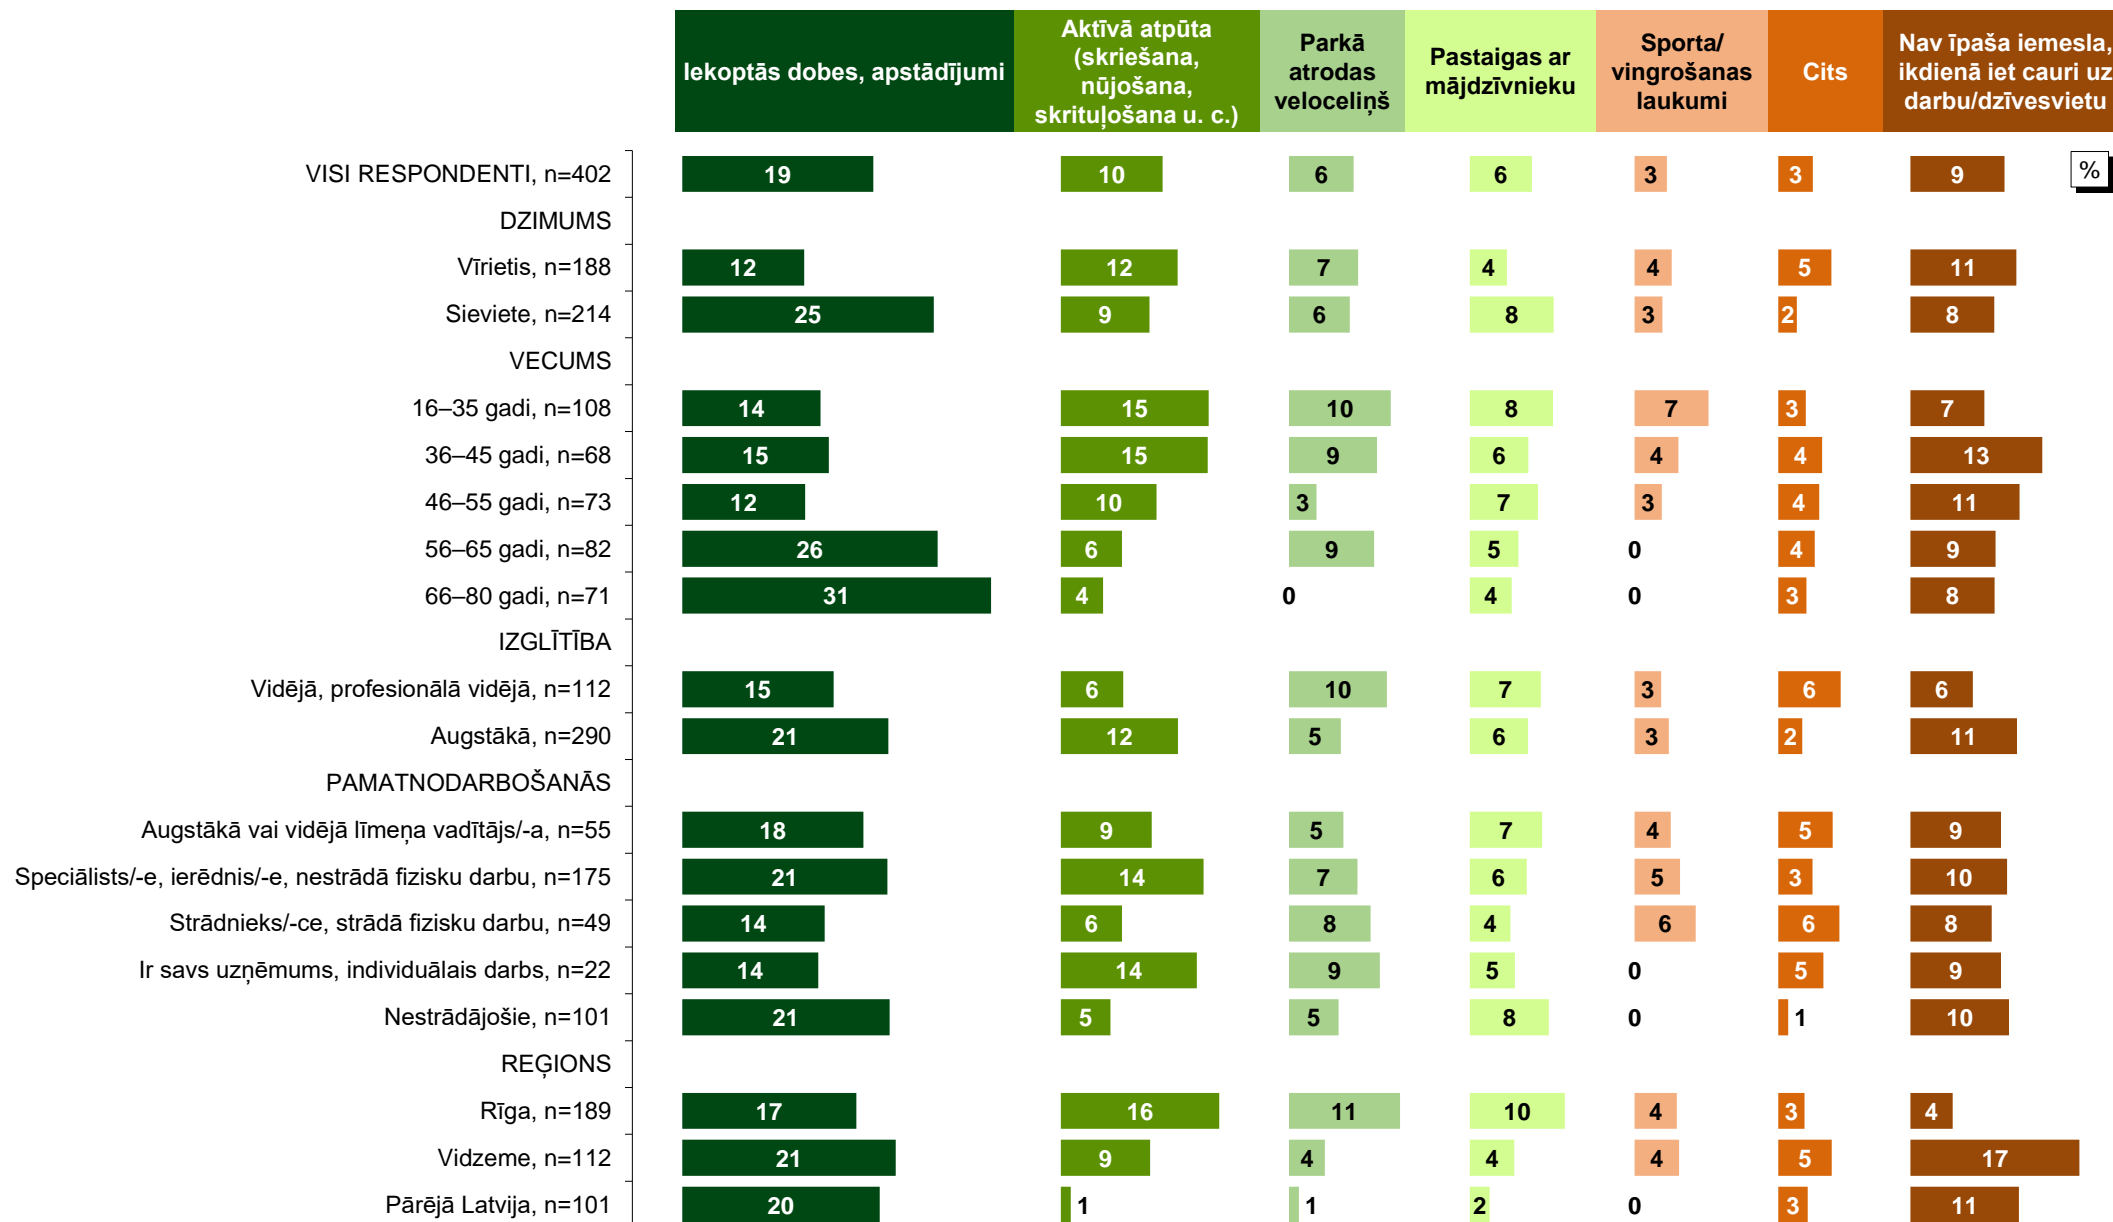 Iekoptās dobes, apstādījumi
Aktīvā atpūta
(skriešana,
nūjošana,
skrituļošana u. c.)
Parkā
atrodas
veloceliņš
Pastaigas ar
mājdzīvnieku
Sporta/
vingrošanas
laukumi
Cits
Nav īpaša iemesla,
ikdienā iet cauri uz
darbu/dzīvesvietu
VISI RESPONDENTI, n=402 19 10 6 6 3 3 9 %
DZIMUMS
Vīrietis, n=188 12 12 7 4 4 5 11
Sieviete, n=214 25 9 6 8 3 2 8
VECUMS
16–35 gadi, n=108 14 15 10 8 7 3 7
36–45 gadi, n=68 15 15 9 6 4 4 13
46–55 gadi, n=73 12 10 3 7 3 4 11
56–65 gadi, n=82 26 6 9 5 0 4 9
66–80 gadi, n=71 31 4 0 4 0 3 8
IZGLĪTĪBA
Vidējā, profesionālā vidējā, n=112 15 6 10 7 3 6 6
Augstākā, n=290 21 12 5 6 3 2 11
PAMATNODARBOŠANĀS
Augstākā vai vidējā līmeņa vadītājs/-a, n=55 18 9 5 7 4 5 9
Speciālists/-e, ierēdnis/-e, nestrādā fizisku darbu, n=175 21 14 7 6 5 3 10
Strādnieks/-ce, strādā fizisku darbu, n=49 14 6 8 4 6 6 8
Ir savs uzņēmums, individuālais darbs, n=22 14 14 9 5 0 5 9
Nestrādājošie, n=101 21 5 5 8 0 1 10
REĢIONS
Rīga, n=189 17 16 11 10 4 3 4
Vidzeme, n=112 21 9 4 4 4 5 17
Pārējā Latvija, n=101 20 1 1 2 0 3 11